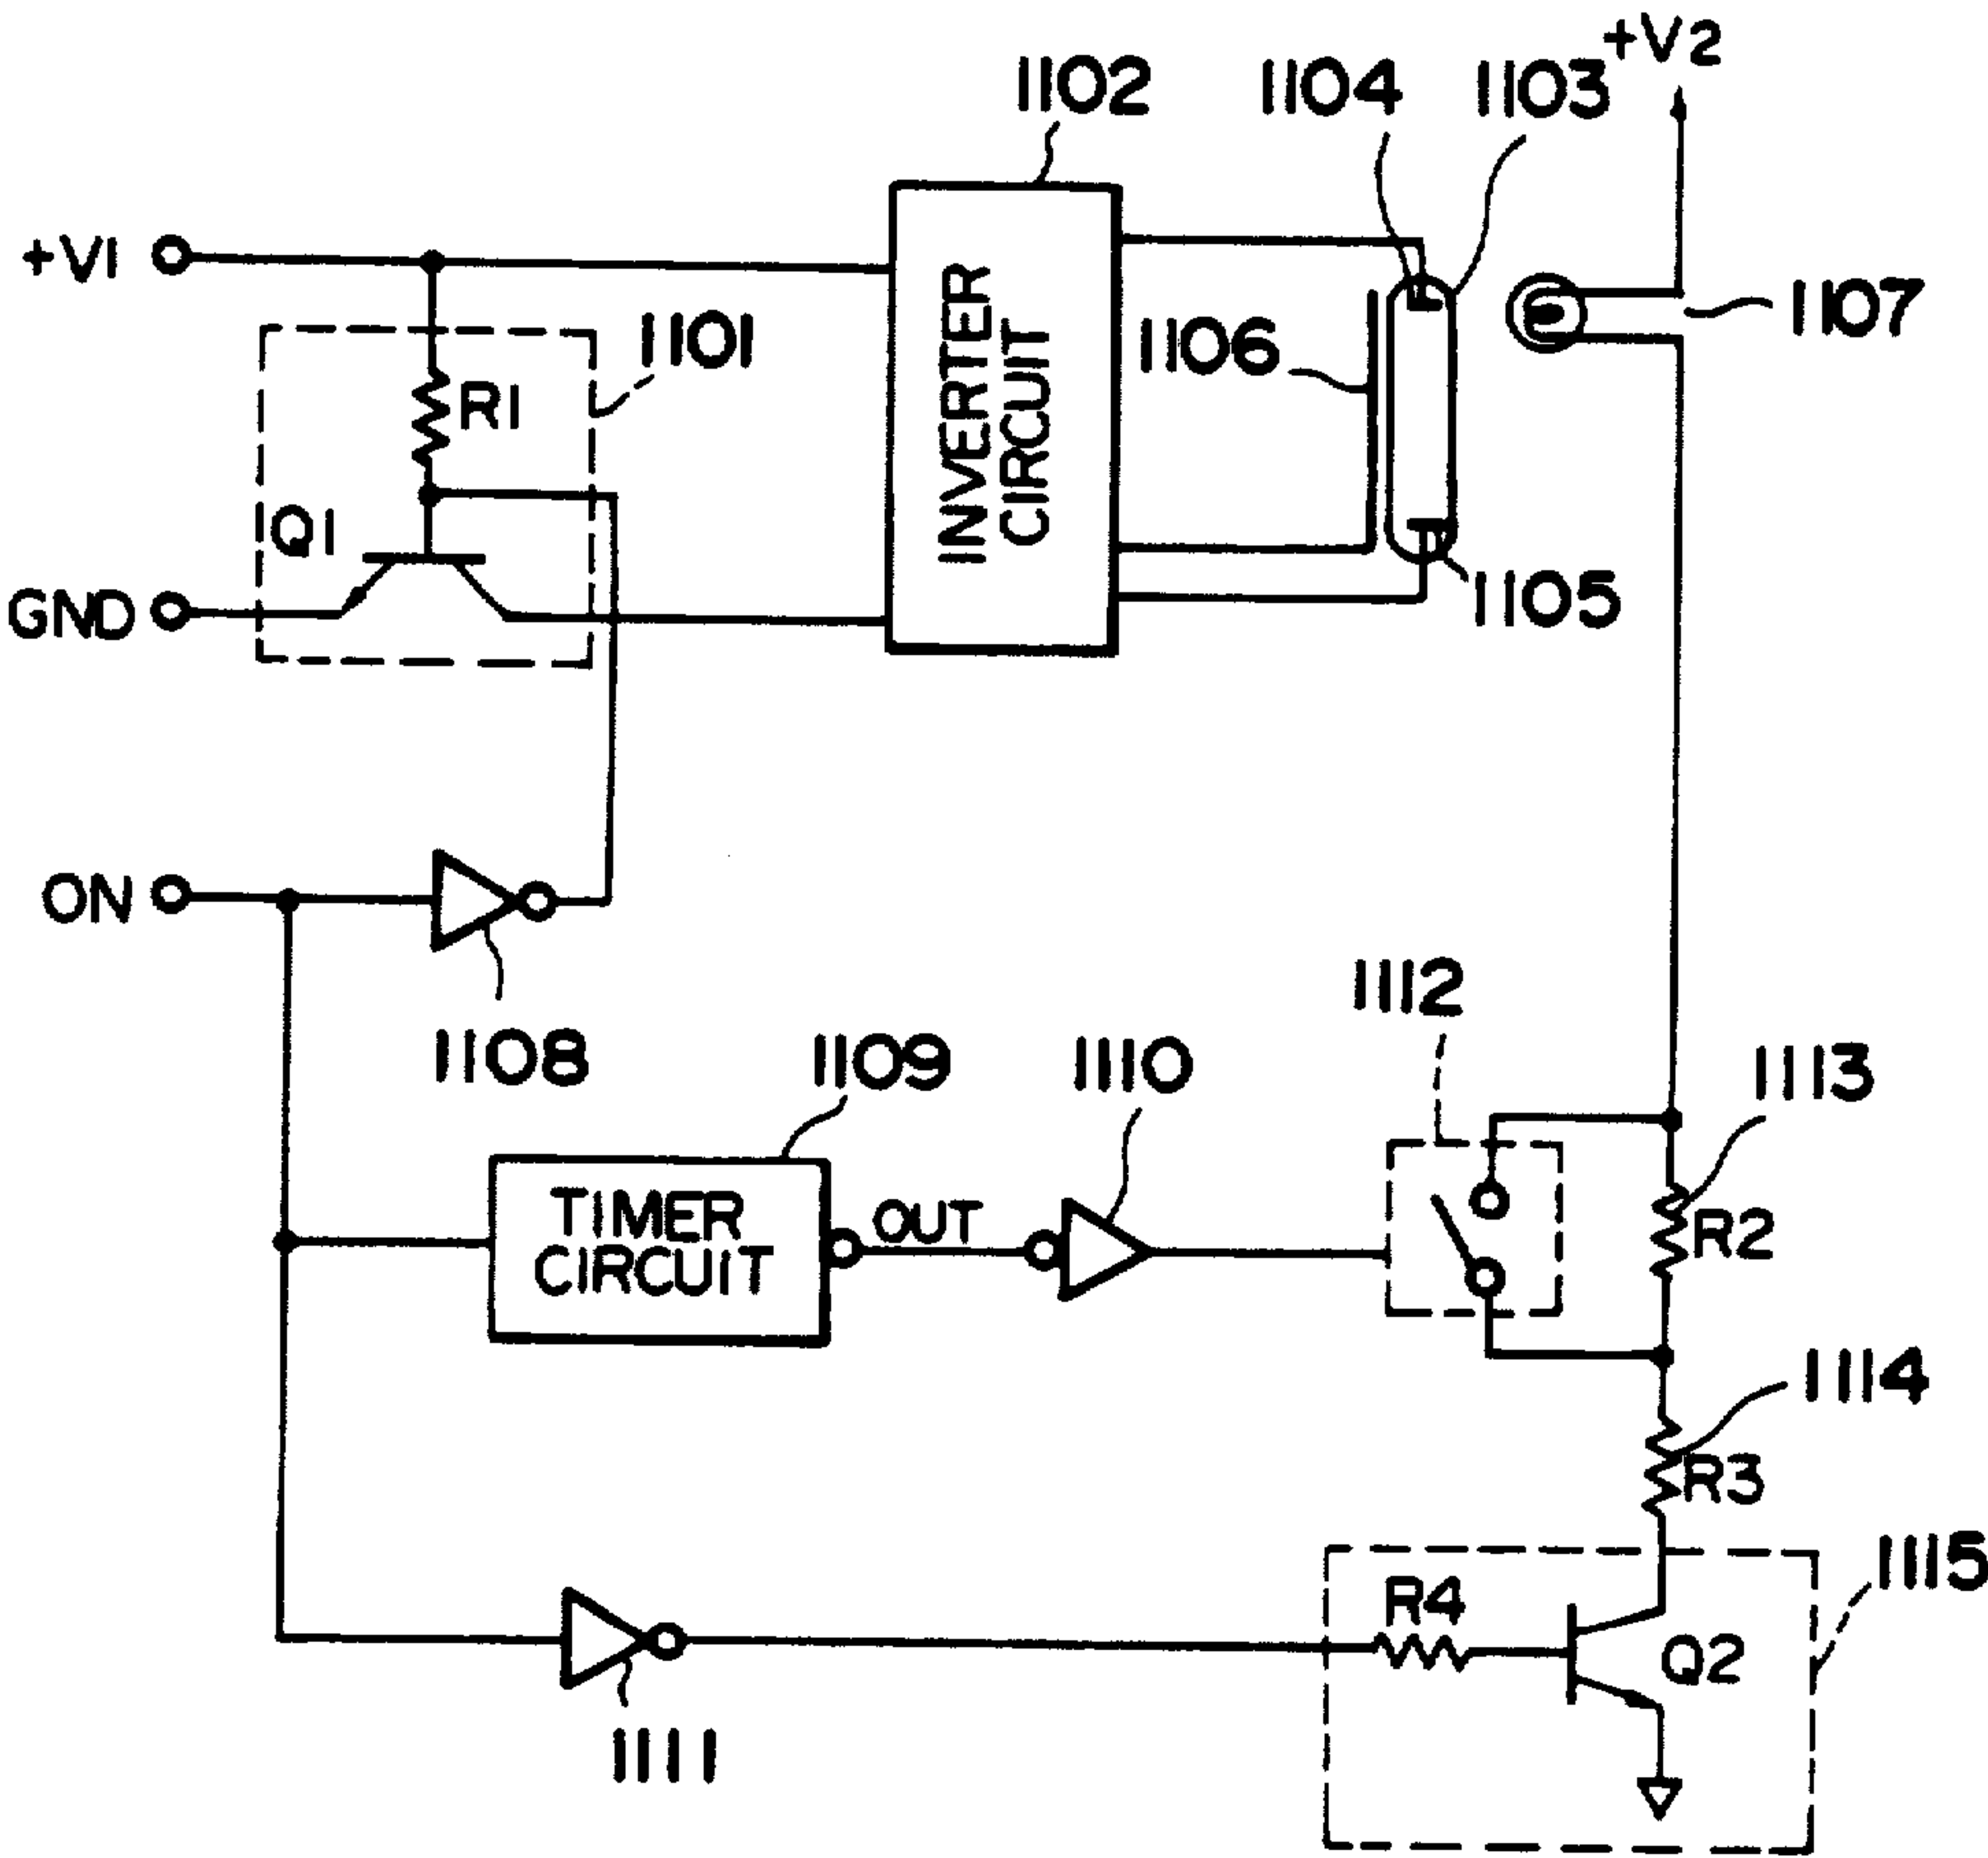 +V2
1102
1104
1103
+V1
1101
1107
R1
INVERTER
CIRCUIT
1106
Q1
GND
1105
ON
1108
1112
1109
1110
1113
TIMER
CIRCUIT
OUT
R2
1114
R3
1115
R4
Q2
1111